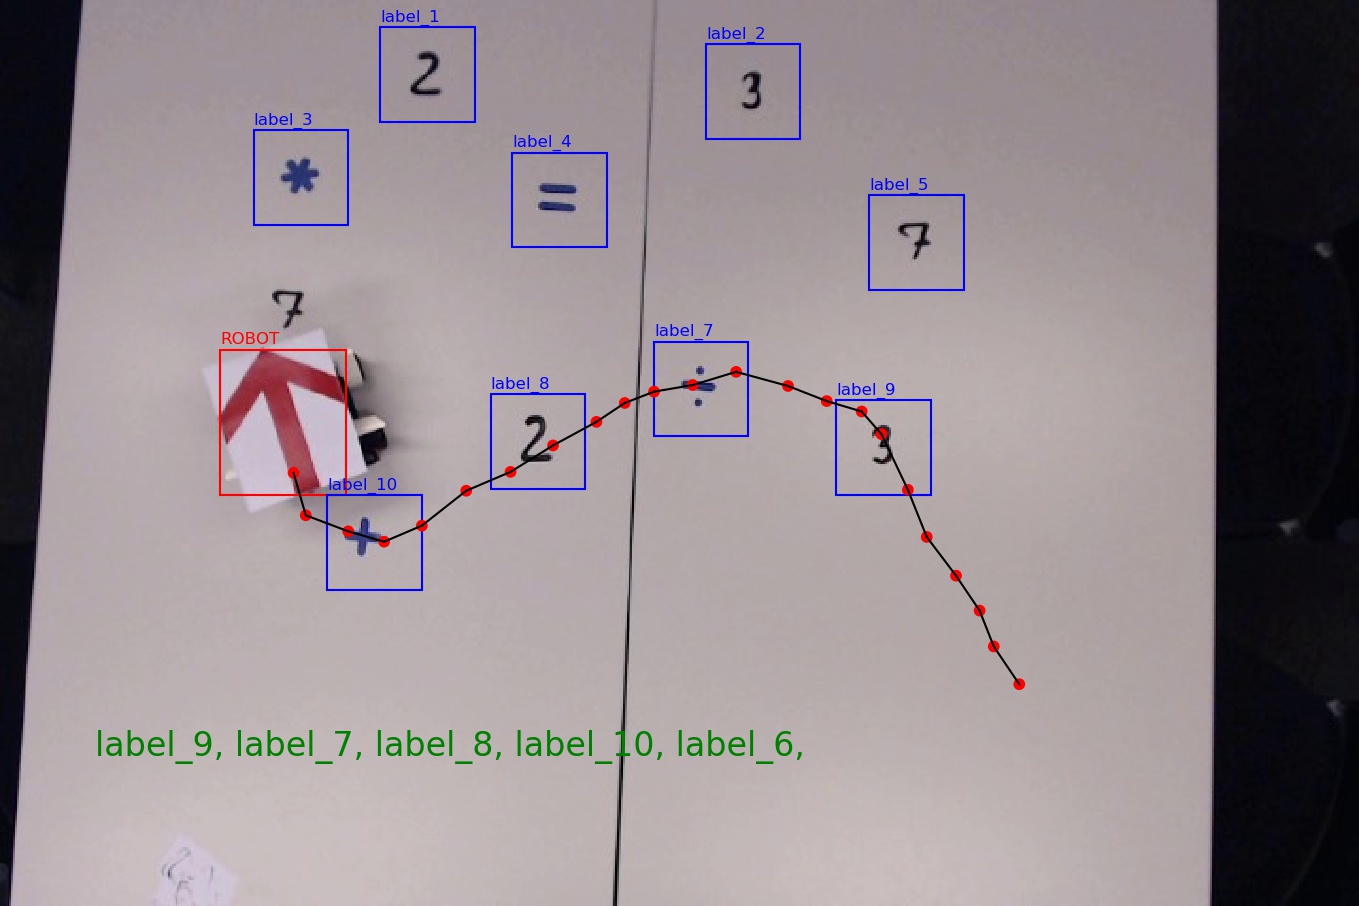 label_1
2
label_2
3
label_3
*
label_4
=
label_5
7
7
ROBOT
label_7
÷
label_8
2
label_9
3
label_10
+
label_9, label_7, label_8, label_10, label_6,